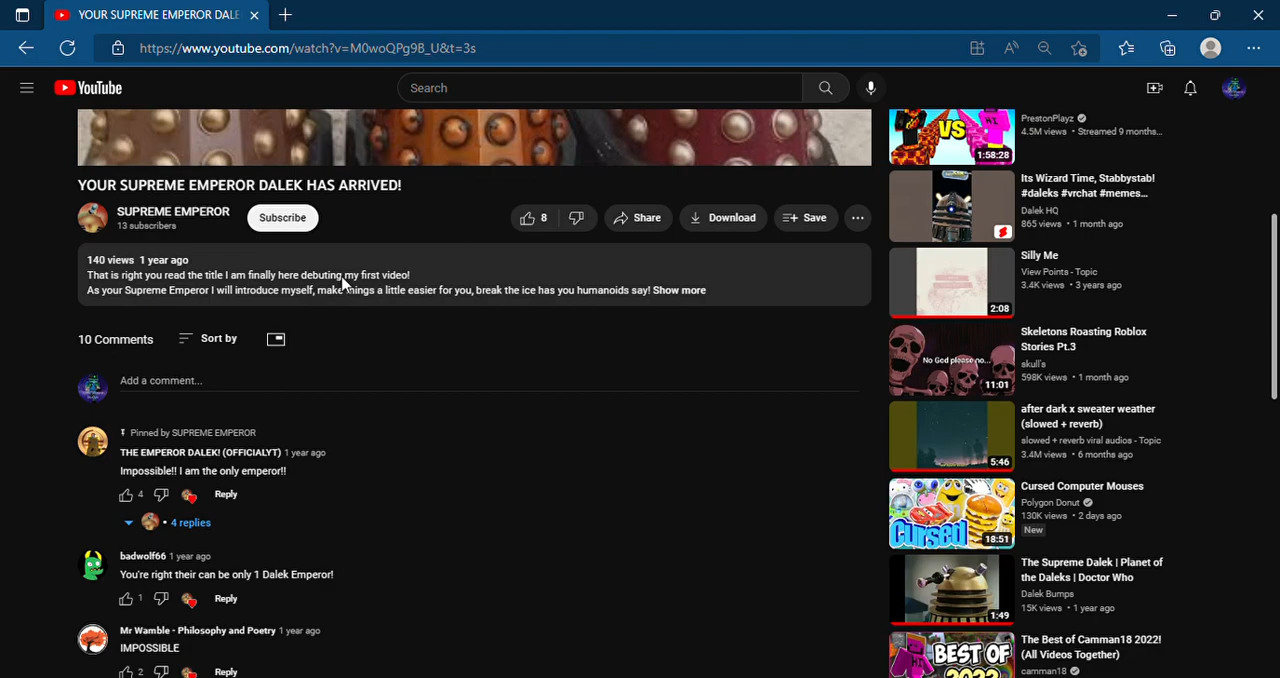 YOUR SUPREME EMPEROR DALE
https://www.youtube.com/watch?v=M0woQPg9B_U&t=3s
YouTube
Search
YOUR SUPREME EMPEROR DALEK HAS ARRIVED!
SUPREME EMPEROR
13 subscribers
Subscribe
8
Share
Download
Save
140 views 1 year ago
That is right you read the title I am finally here debuting my first video!
As your Supreme Emperor I will introduce myself, make things a little easier for you, break the ice has you humanoids say! Show more
10 Comments
Sort by
Add a comment...
Pinned by SUPREME EMPEROR
THE EMPEROR DALEK! (OFFICIALYT) 1 year ago
Impossible!! I am the only emperor!!
4
Reply
4 replies
badwolf66 1 year ago
You're right their can be only 1 Dalek Emperor!
1
Reply
Mr Wamble - Philosophy and Poetry 1 year ago
IMPOSSIBLE
2
Reply
VS
1:58:28
PrestonPlayz
4.5M views • Streamed 9 months...
Its Wizard Time, Stabbystab!
#daleks #vrchat #memes...
Dalek HQ
865 views • 1 month ago
Silly Me
View Points - Topic
3.4K views • 3 years ago
2:08
Skeletons Roasting Roblox
Stories Pt.3
skull's
598K views • 1 month ago
No God please no...
11:01
after dark x sweater weather
(slowed + reverb)
slowed + reverb viral audios - Topic
3.4M views • 6 months ago
5:46
Cursed Computer Mouses
Polygon Donut
130K views • 2 days ago
New
CURSED
18:51
The Supreme Dalek | Planet of
the Daleks | Doctor Who
Dalek Bumps
15K views • 1 year ago
1:49
The Best of Camman18 2022!
(All Videos Together)
camman18
BEST OF
2022